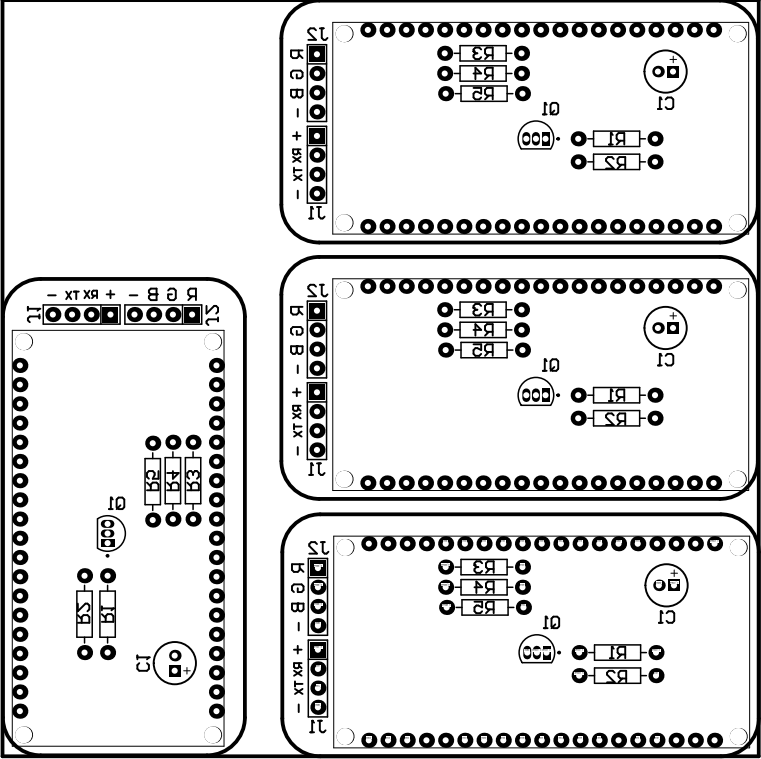 J2
R
G
B
-
+
RX
TX
-
J1
R3
R4
R5
Q1
R1
R2
+
C1
J2
R
G
B
-
+
RX
TX
-
J1
R3
R4
R5
Q1
R1
R2
+
C1
J1
- TX RX + - B G R
J2
R5
R4
R3
Q1
R2
R1
C1
+
J2
R
G
B
-
+
RX
TX
-
J1
R3
R4
R5
Q1
R1
R2
+
C1